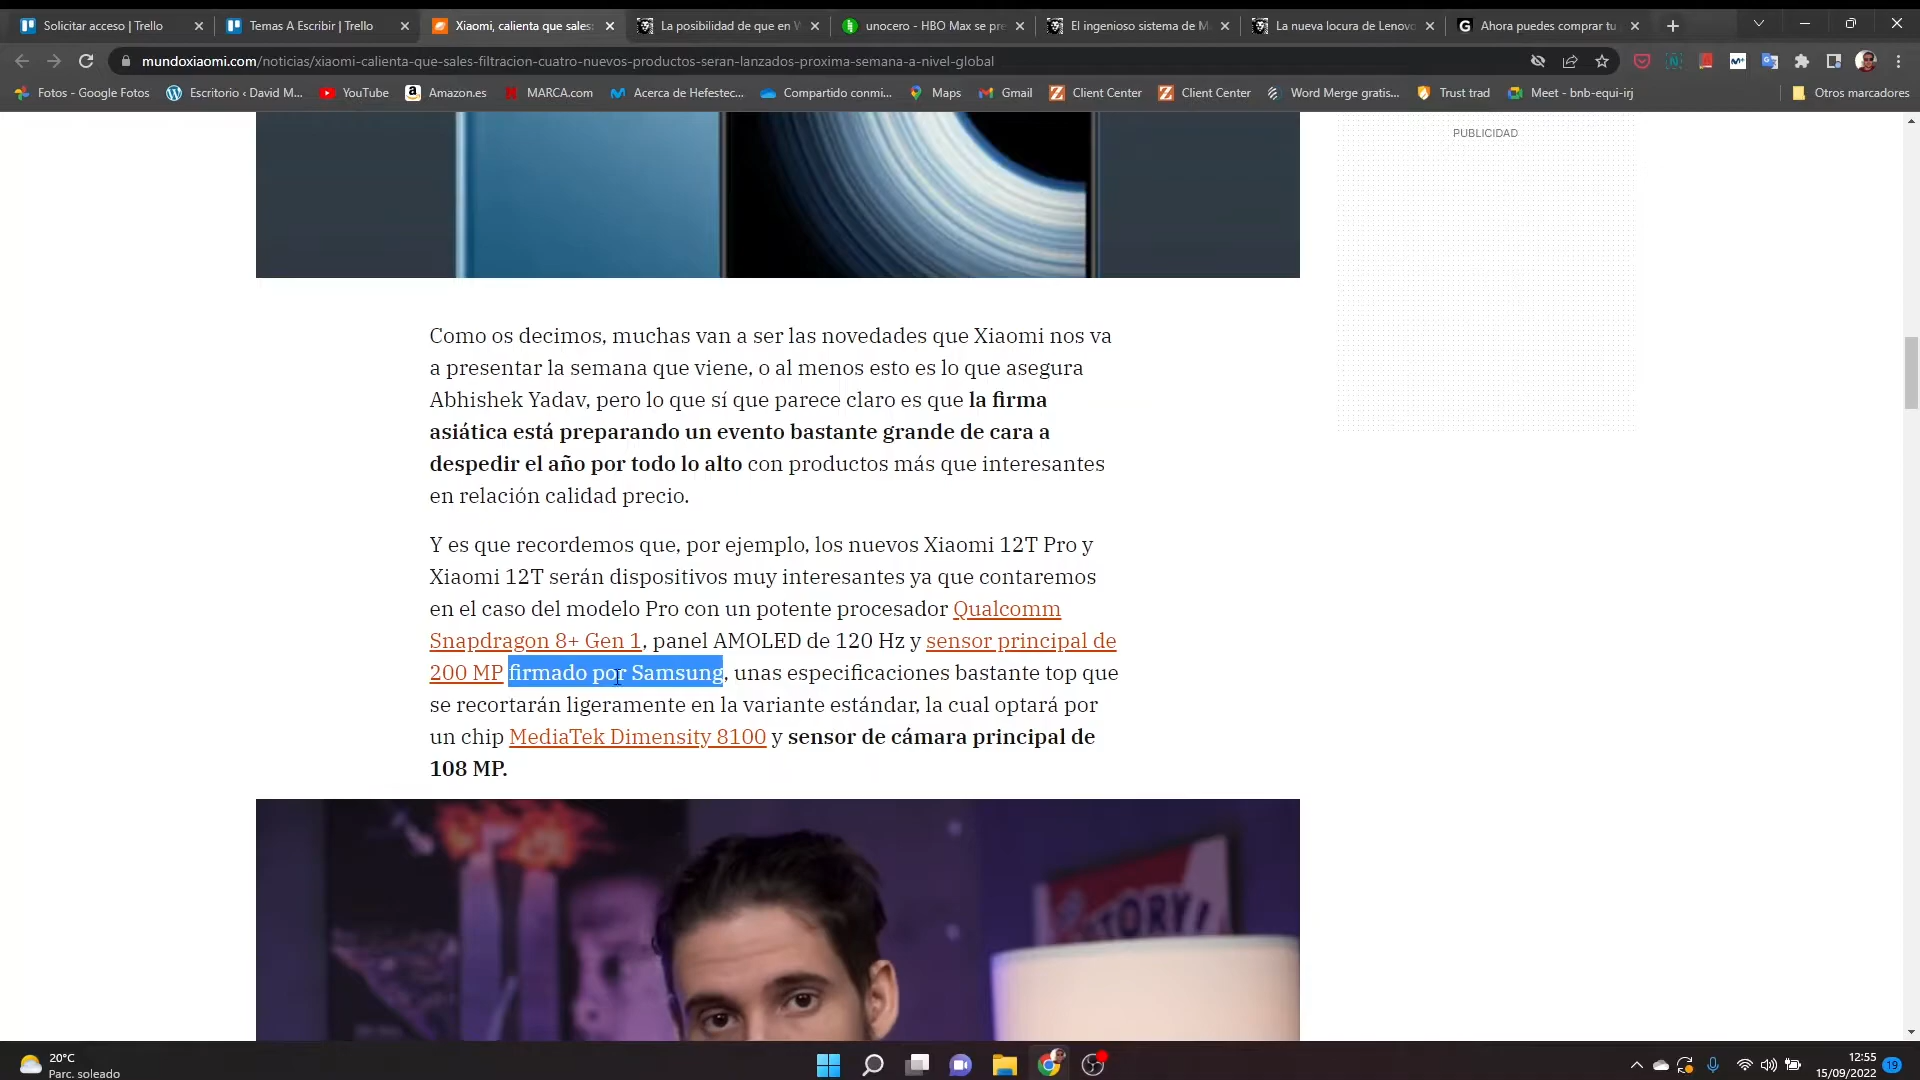 Solicitar acceso | Trello
Temas A Escribir | Trello
Xiaomi, calienta que sales:
La posibilidad de que en W
unocero - HBO Max se pre
El ingenioso sistema de M
La nueva locura de Lenovo
Ahora puedes comprar tu
mundoxiaomi.com/noticias/xiaomi-calienta-que-sales-filtracion-cuatro-nuevos-productos-seran-lanzados-proxima-semana-a-nivel-global
Fotos - Google Fotos
Escritorio ‹ David M...
YouTube
Amazon.es
MARCA.com
Acerca de Hefestec...
Compartido conmi...
Maps
Gmail
Client Center
Client Center
Word Merge gratis...
Trust trad
Meet - bnb-equi-irj
Otros marcadores
PUBLICIDAD
Como os decimos, muchas van a ser las novedades que Xiaomi nos va
a presentar la semana que viene, o al menos esto es lo que asegura
Abhishek Yadav, pero lo que sí que parece claro es que la firma
asiática está preparando un evento bastante grande de cara a
despedir el año por todo lo alto con productos más que interesantes
en relación calidad precio.
Y es que recordemos que, por ejemplo, los nuevos Xiaomi 12T Pro y
Xiaomi 12T serán dispositivos muy interesantes ya que contaremos
en el caso del modelo Pro con un potente procesador Qualcomm
Snapdragon 8+ Gen 1, panel AMOLED de 120 Hz y sensor principal de
200 MP firmado por Samsung, unas especificaciones bastante top que
se recortarán ligeramente en la variante estándar, la cual optará por
un chip MediaTek Dimensity 8100 y sensor de cámara principal de
108 MP.
TORY!
20°C
Parc. soleado
12:55
15/09/2022
19